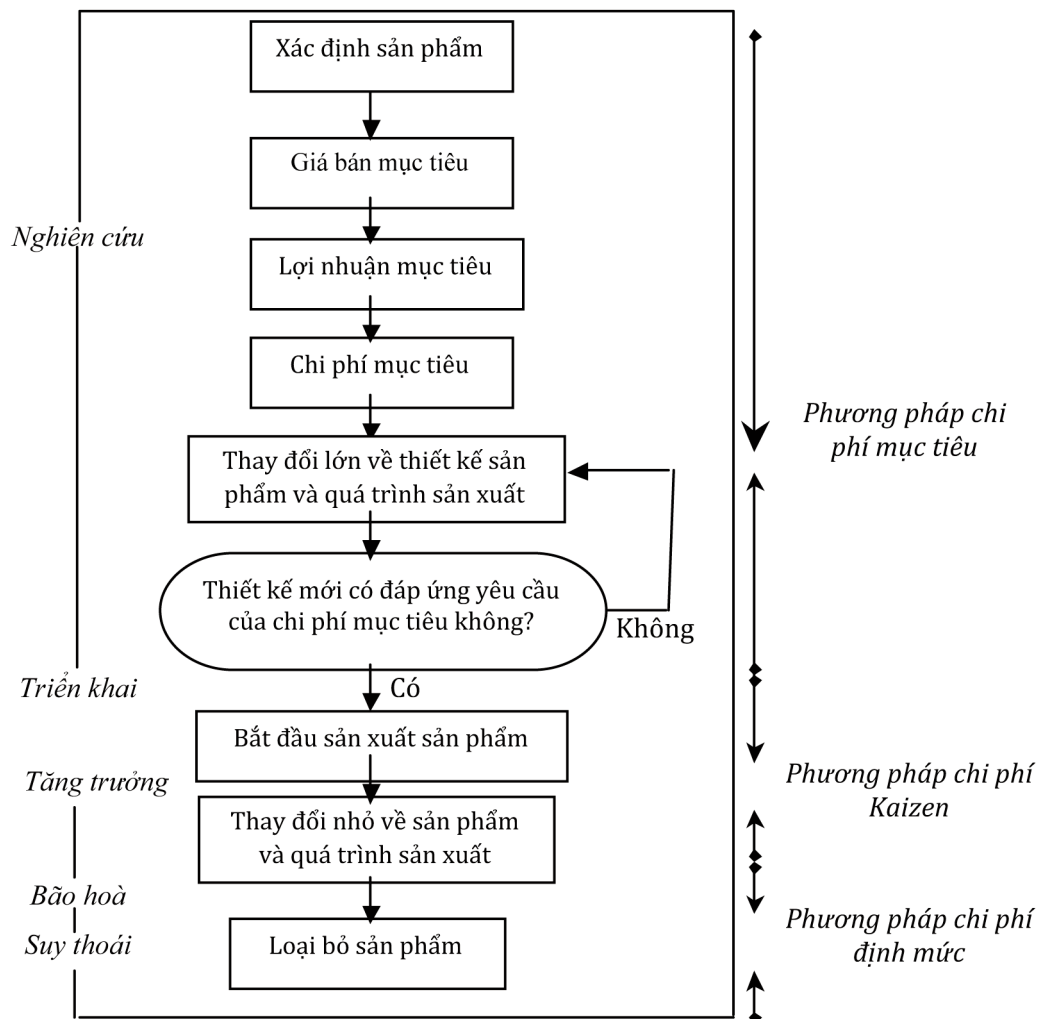 Xác định sản phẩm
Giá bán mục tiêu
Nghiên cứu
Lợi nhuận mục tiêu
Chi phí mục tiêu
Phương pháp chi
phí mục tiêu
Thay đổi lớn về thiết kế sản
phẩm và quá trình sản xuất
Thiết kế mới có đáp ứng yêu cầu
của chi phí mục tiêu không?
Không
Triển khai
Có
Bắt đầu sản xuất sản phẩm
Tăng trưởng
Phương pháp chi phí
Kaizen
Thay đổi nhỏ về sản phẩm
và quá trình sản xuất
Bão hoà
Suy thoái
Loại bỏ sản phẩm
Phương pháp chi phí
định mức